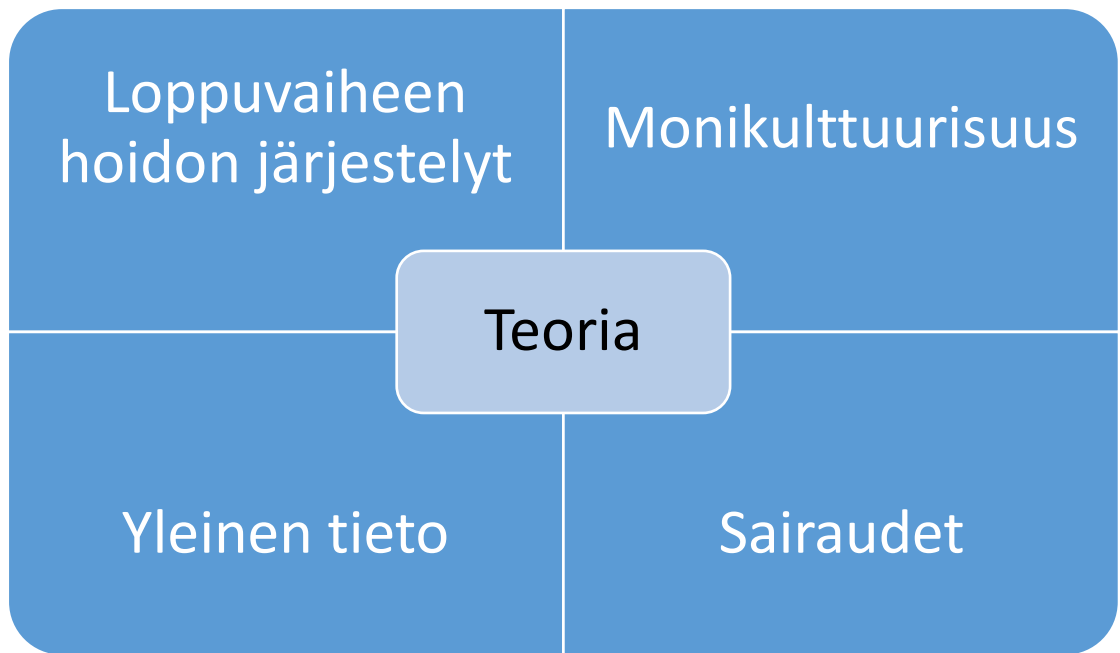 Loppuvaiheen
hoidon järjestelyt
Monikulttuurisuus
Teoria
Yleinen tieto
Sairaudet